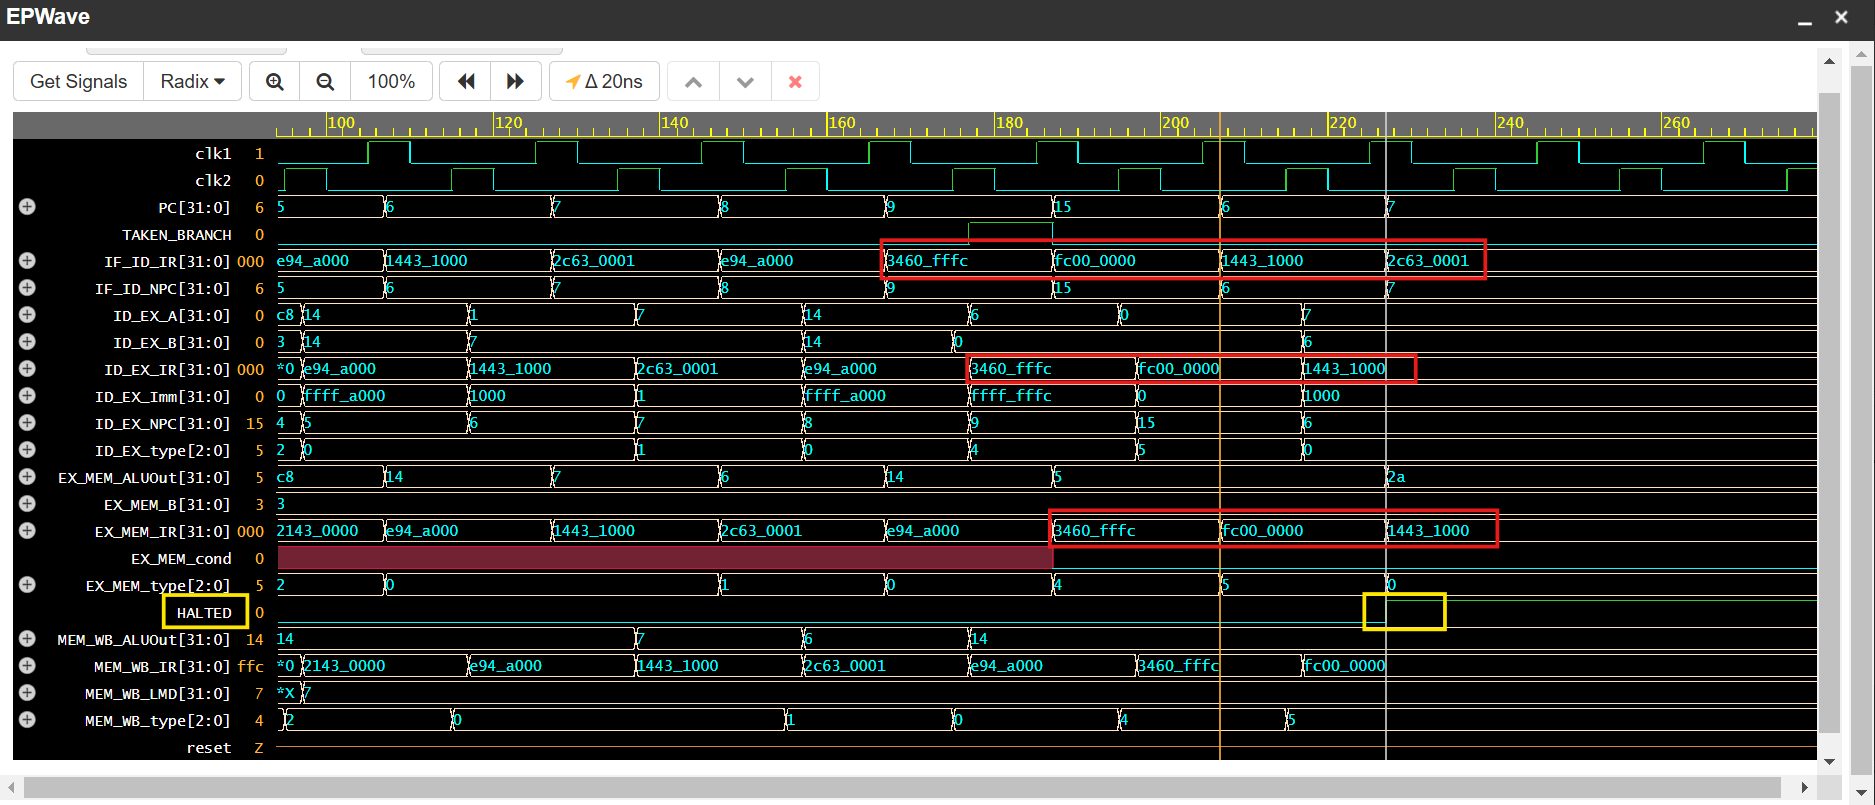 EPWave
Get Signals Radix 100% Δ 20ns
100 120 140 160 180 200 220 240 260
clk1 1
clk2 0
PC[31:0] 6 5 6 7 8 9 15 6 7
TAKEN_BRANCH 0
IF_ID_IR[31:0] 000 e94_a000 1443_1000 2c63_0001 e94_a000 3460_fffc fc00_0000 1443_1000 2c63_0001
IF_ID_NPC[31:0] 6 5 6 7 8 9 15 6 7
ID_EX_A[31:0] 0 c8 14 1 7 14 6 0 7
ID_EX_B[31:0] 0 3 14 7 14 0 6
ID_EX_IR[31:0] 000 *0 e94_a000 1443_1000 2c63_0001 e94_a000 3460_fffc fc00_0000 1443_1000
ID_EX_Imm[31:0] 0 0 ffff_a000 1000 1 ffff_a000 ffff_fffc 0 1000
ID_EX_NPC[31:0] 15 4 5 6 7 8 9 15 6
ID_EX_type[2:0] 5 2 0 1 0 4 5 0
EX_MEM_ALUOut[31:0] 5 c8 14 7 6 14 5 2a
EX_MEM_B[31:0] 3 3
EX_MEM_IR[31:0] 000 2143_0000 e94_a000 1443_1000 2c63_0001 e94_a000 3460_fffc fc00_0000 1443_1000
EX_MEM_cond 0
EX_MEM_type[2:0] 5 2 0 1 0 4 5 0
HALTED 0
MEM_WB_ALUOut[31:0] 14 14 7 6 14
MEM_WB_IR[31:0] ffc *0 2143_0000 e94_a000 1443_1000 2c63_0001 e94_a000 3460_fffc fc00_0000
MEM_WB_LMD[31:0] 7 *X 7
MEM_WB_type[2:0] 4 2 0 1 0 4 5
reset Z